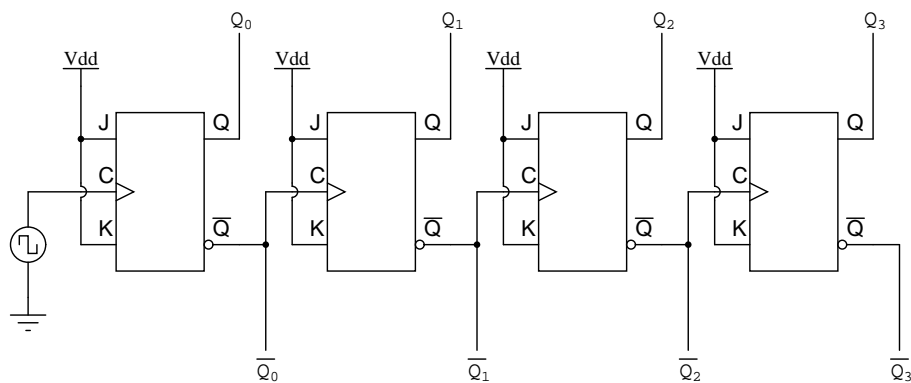 Q0 Q1 Q2 Q3
Vdd Vdd Vdd Vdd
J Q J Q J Q J Q
C C C C
K Q̅ K Q̅ K Q̅ K Q̅
Q̅0 Q̅1 Q̅2 Q̅3